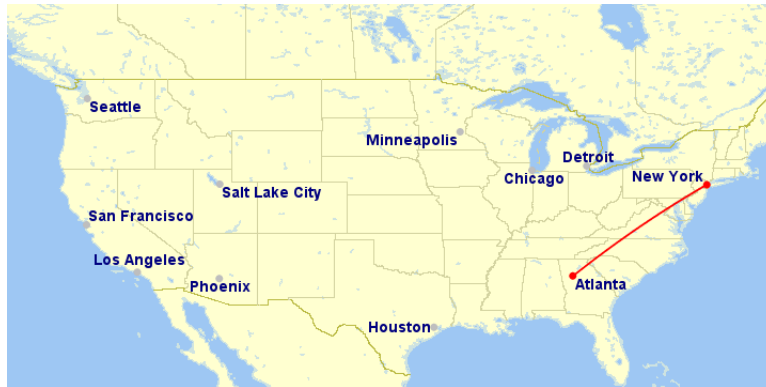 Seattle
Minneapolis
Detroit
Chicago
New York
Salt Lake City
San Francisco
Los Angeles
Phoenix
Atlanta
Houston